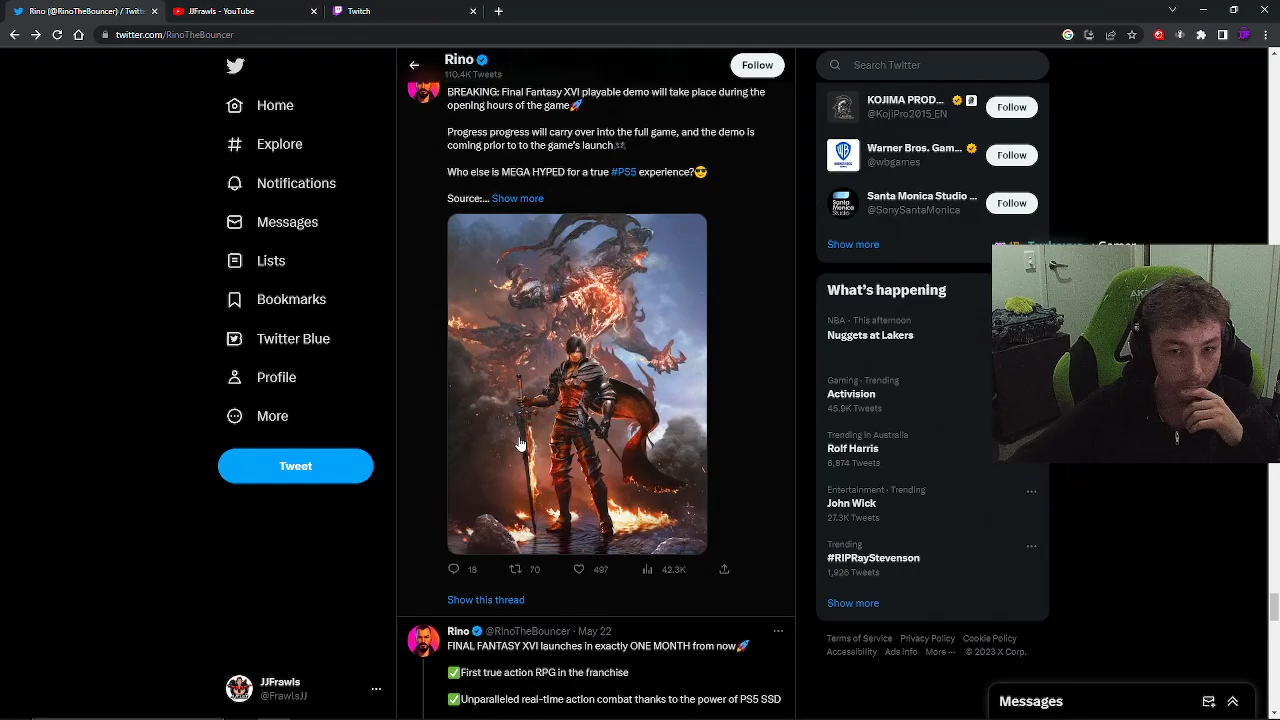 Rino (RinoTheBouncer) / Twitte
JJFrawls - YouTube
Twitch
twitter.com/RinoTheBouncer
Home
Explore
Notifications
Messages
Lists
Bookmarks
Twitter Blue
Profile
More
Tweet
JJFrawls
@FrawlsJJ
Rino
110.4K Tweets
Follow
BREAKING: Final Fantasy XVI playable demo will take place during the
opening hours of the game🚀
Progress progress will carry over into the full game, and the demo is
coming prior to to the game's launch🎮
Who else is MEGA HYPED for a true #PS5 experience?😎
Source:... Show more
18
70
497
42.3K
Show this thread
Rino @RinoTheBouncer · May 22
FINAL FANTASY XVI launches in exactly ONE MONTH from now🚀
✅First true action RPG in the franchise
✅Unparalleled real-time action combat thanks to the power of PS5 SSD
Search Twitter
KOJIMA PROD...
@KojiPro2015_EN
Follow
Warner Bros. Gam...
@wbgames
Follow
Santa Monica Studio ...
@SonySantaMonica
Follow
Show more
What's happening
NBA · This afternoon
Nuggets at Lakers
Gaming · Trending
Activision
45.9K Tweets
Trending in Australia
Rolf Harris
6,874 Tweets
Entertainment · Trending
John Wick
27.3K Tweets
Trending
#RIPRayStevenson
1,926 Tweets
Show more
Terms of Service Privacy Policy Cookie Policy
Accessibility Ads info More ... © 2023 X Corp.
Messages